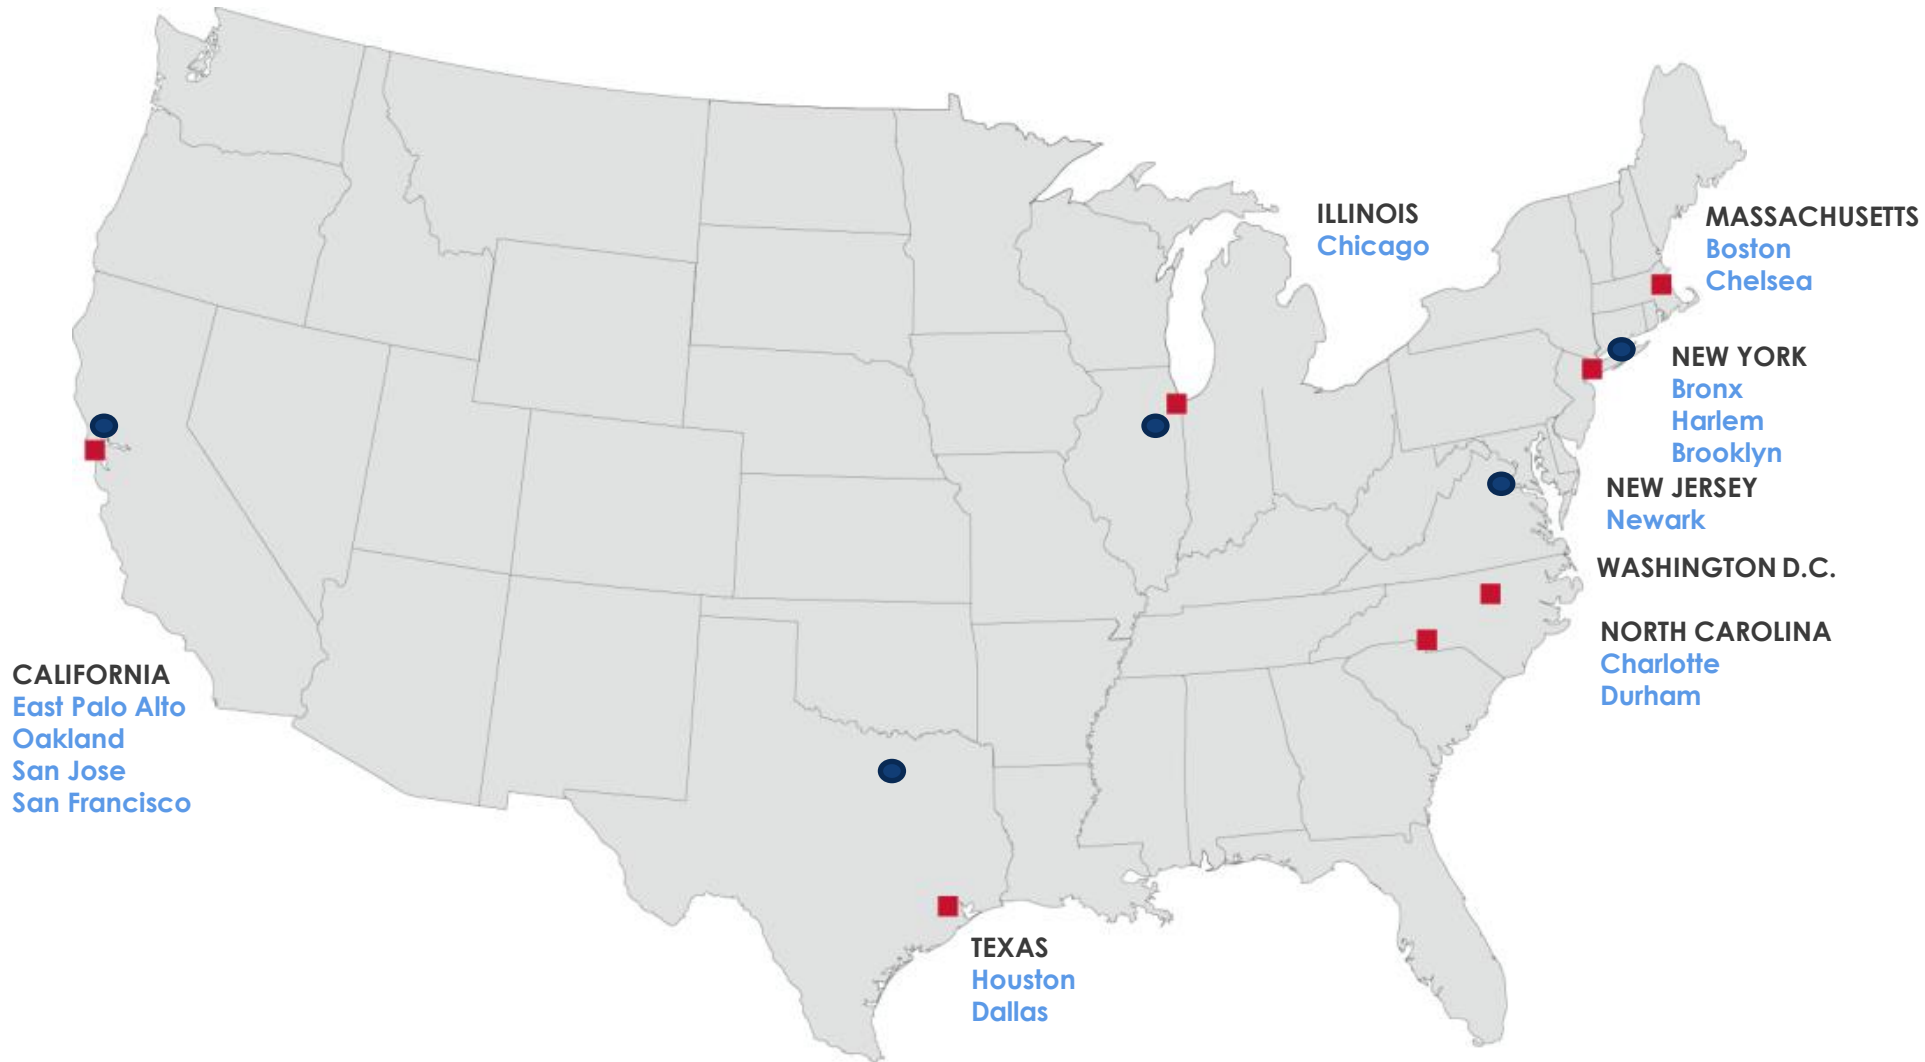 ILLINOIS
Chicago
MASSACHUSETTS
Boston
Chelsea
NEW YORK
Bronx
Harlem
Brooklyn
NEW JERSEY
Newark
WASHINGTON D.C.
NORTH CAROLINA
Charlotte
Durham
CALIFORNIA
East Palo Alto
Oakland
San Jose
San Francisco
TEXAS
Houston
Dallas